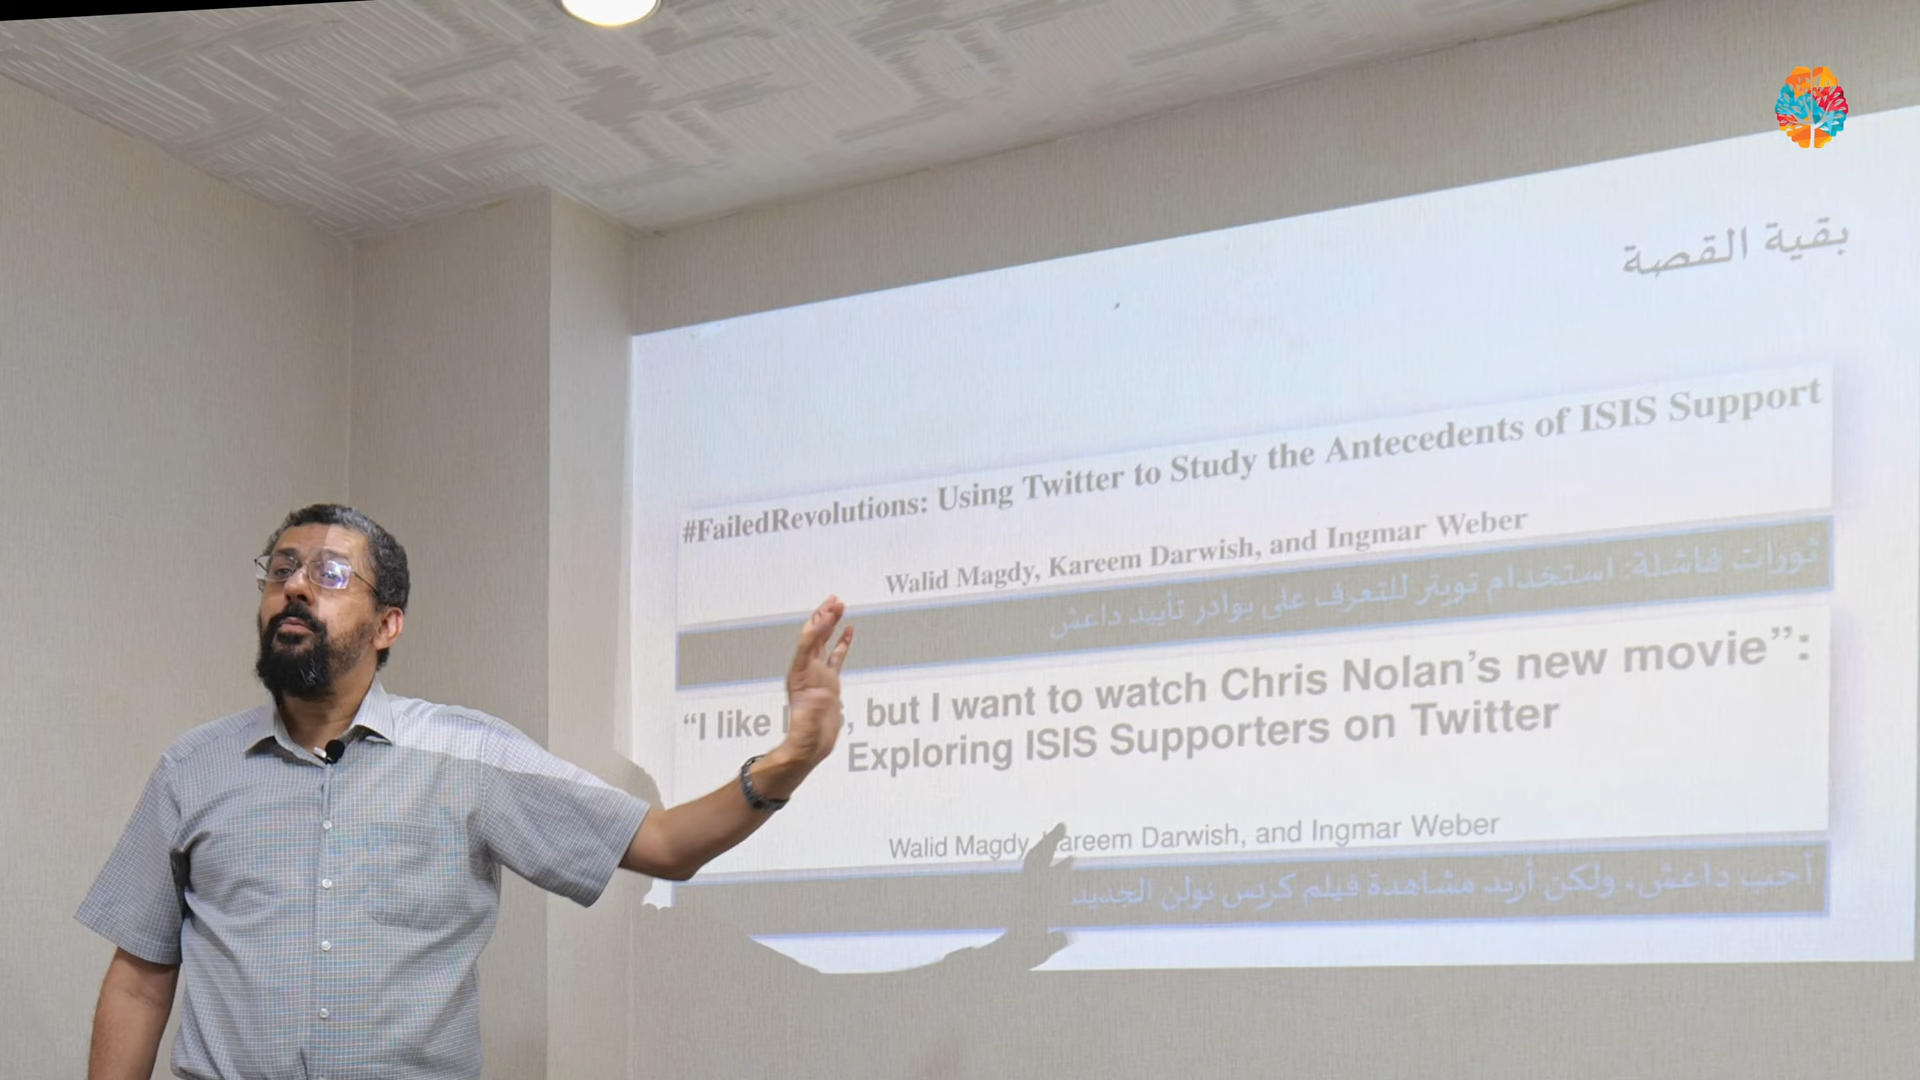 بقية القصة
#FailedRevolutions: Using Twitter to Study the Antecedents of ISIS Support
Walid Magdy, Kareem Darwish, and Ingmar Weber
ثورات فاشلة: استخدام تويتر للتعرف على بوادر تأييد داعش
“I like , but I want to watch Chris Nolan’s new movie”:
Exploring ISIS Supporters on Twitter
Walid Magdy, Kareem Darwish, and Ingmar Weber
أحب داعش، ولكن أريد مشاهدة فيلم كريس نولن الجديد